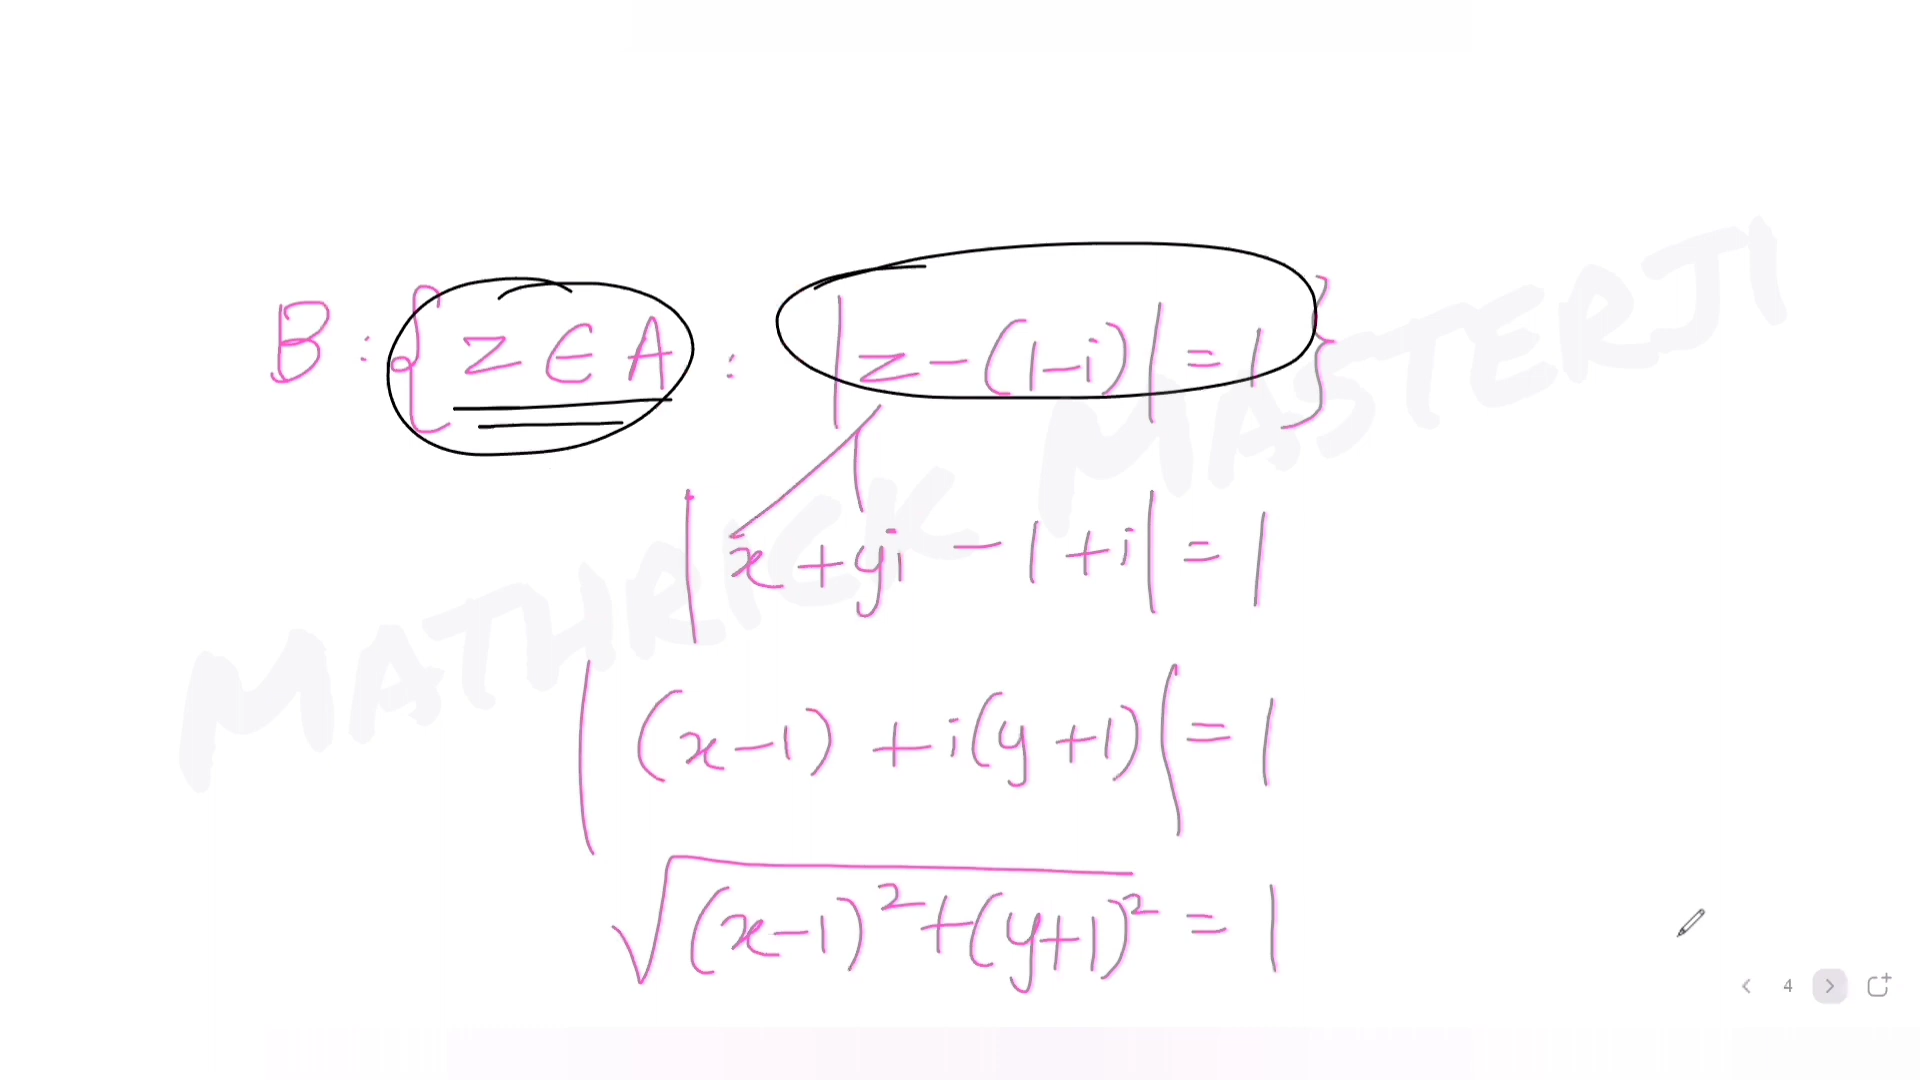 B : { z ∈ A : |z-(1-i)| = 1 }
|x+yi-1+i| = 1
|(x-1)+i(y+1)| = 1
√((x-1)²+(y+1)²) = 1
MATHRICK MASTERJI
4